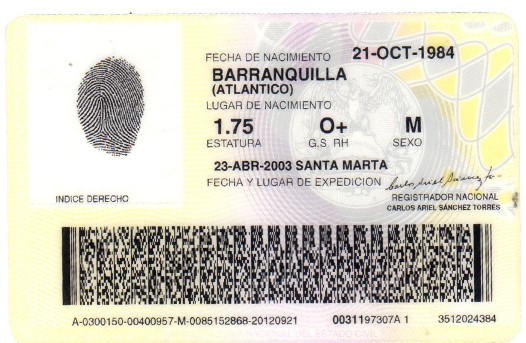 FECHA DE NACIMIENTO 21-OCT-1984
BARRANQUILLA
(ATLANTICO)
LUGAR DE NACIMIENTO
1.75 O+ M
ESTATURA G.S. RH SEXO
23-ABR-2003 SANTA MARTA
FECHA Y LUGAR DE EXPEDICION
INDICE DERECHO
REGISTRADOR NACIONAL
CARLOS ARIEL SÁNCHEZ TORRES
A-0300150-00400957-M-0085152868-20120921 0031197307A 1 3512024384